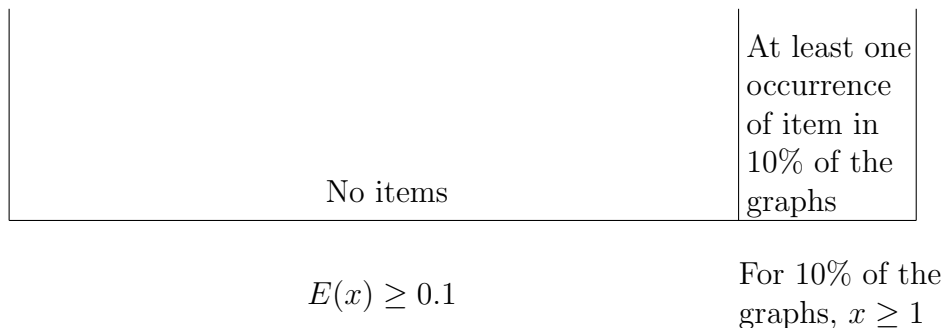 At least one
occurrence
of item in
10% of the
graphs
No items
E(x) ≥ 0.1
For 10% of the
graphs, x ≥ 1